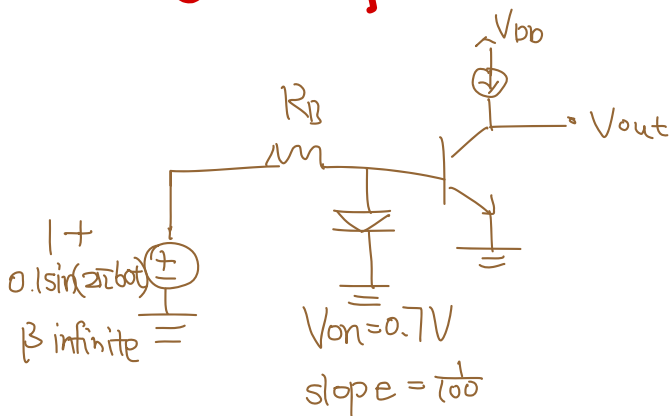 VDD
RB
Vout
1+
0.1sin(2π60t)
+
−
β infinite
Von=0.7V
slope = 1/100